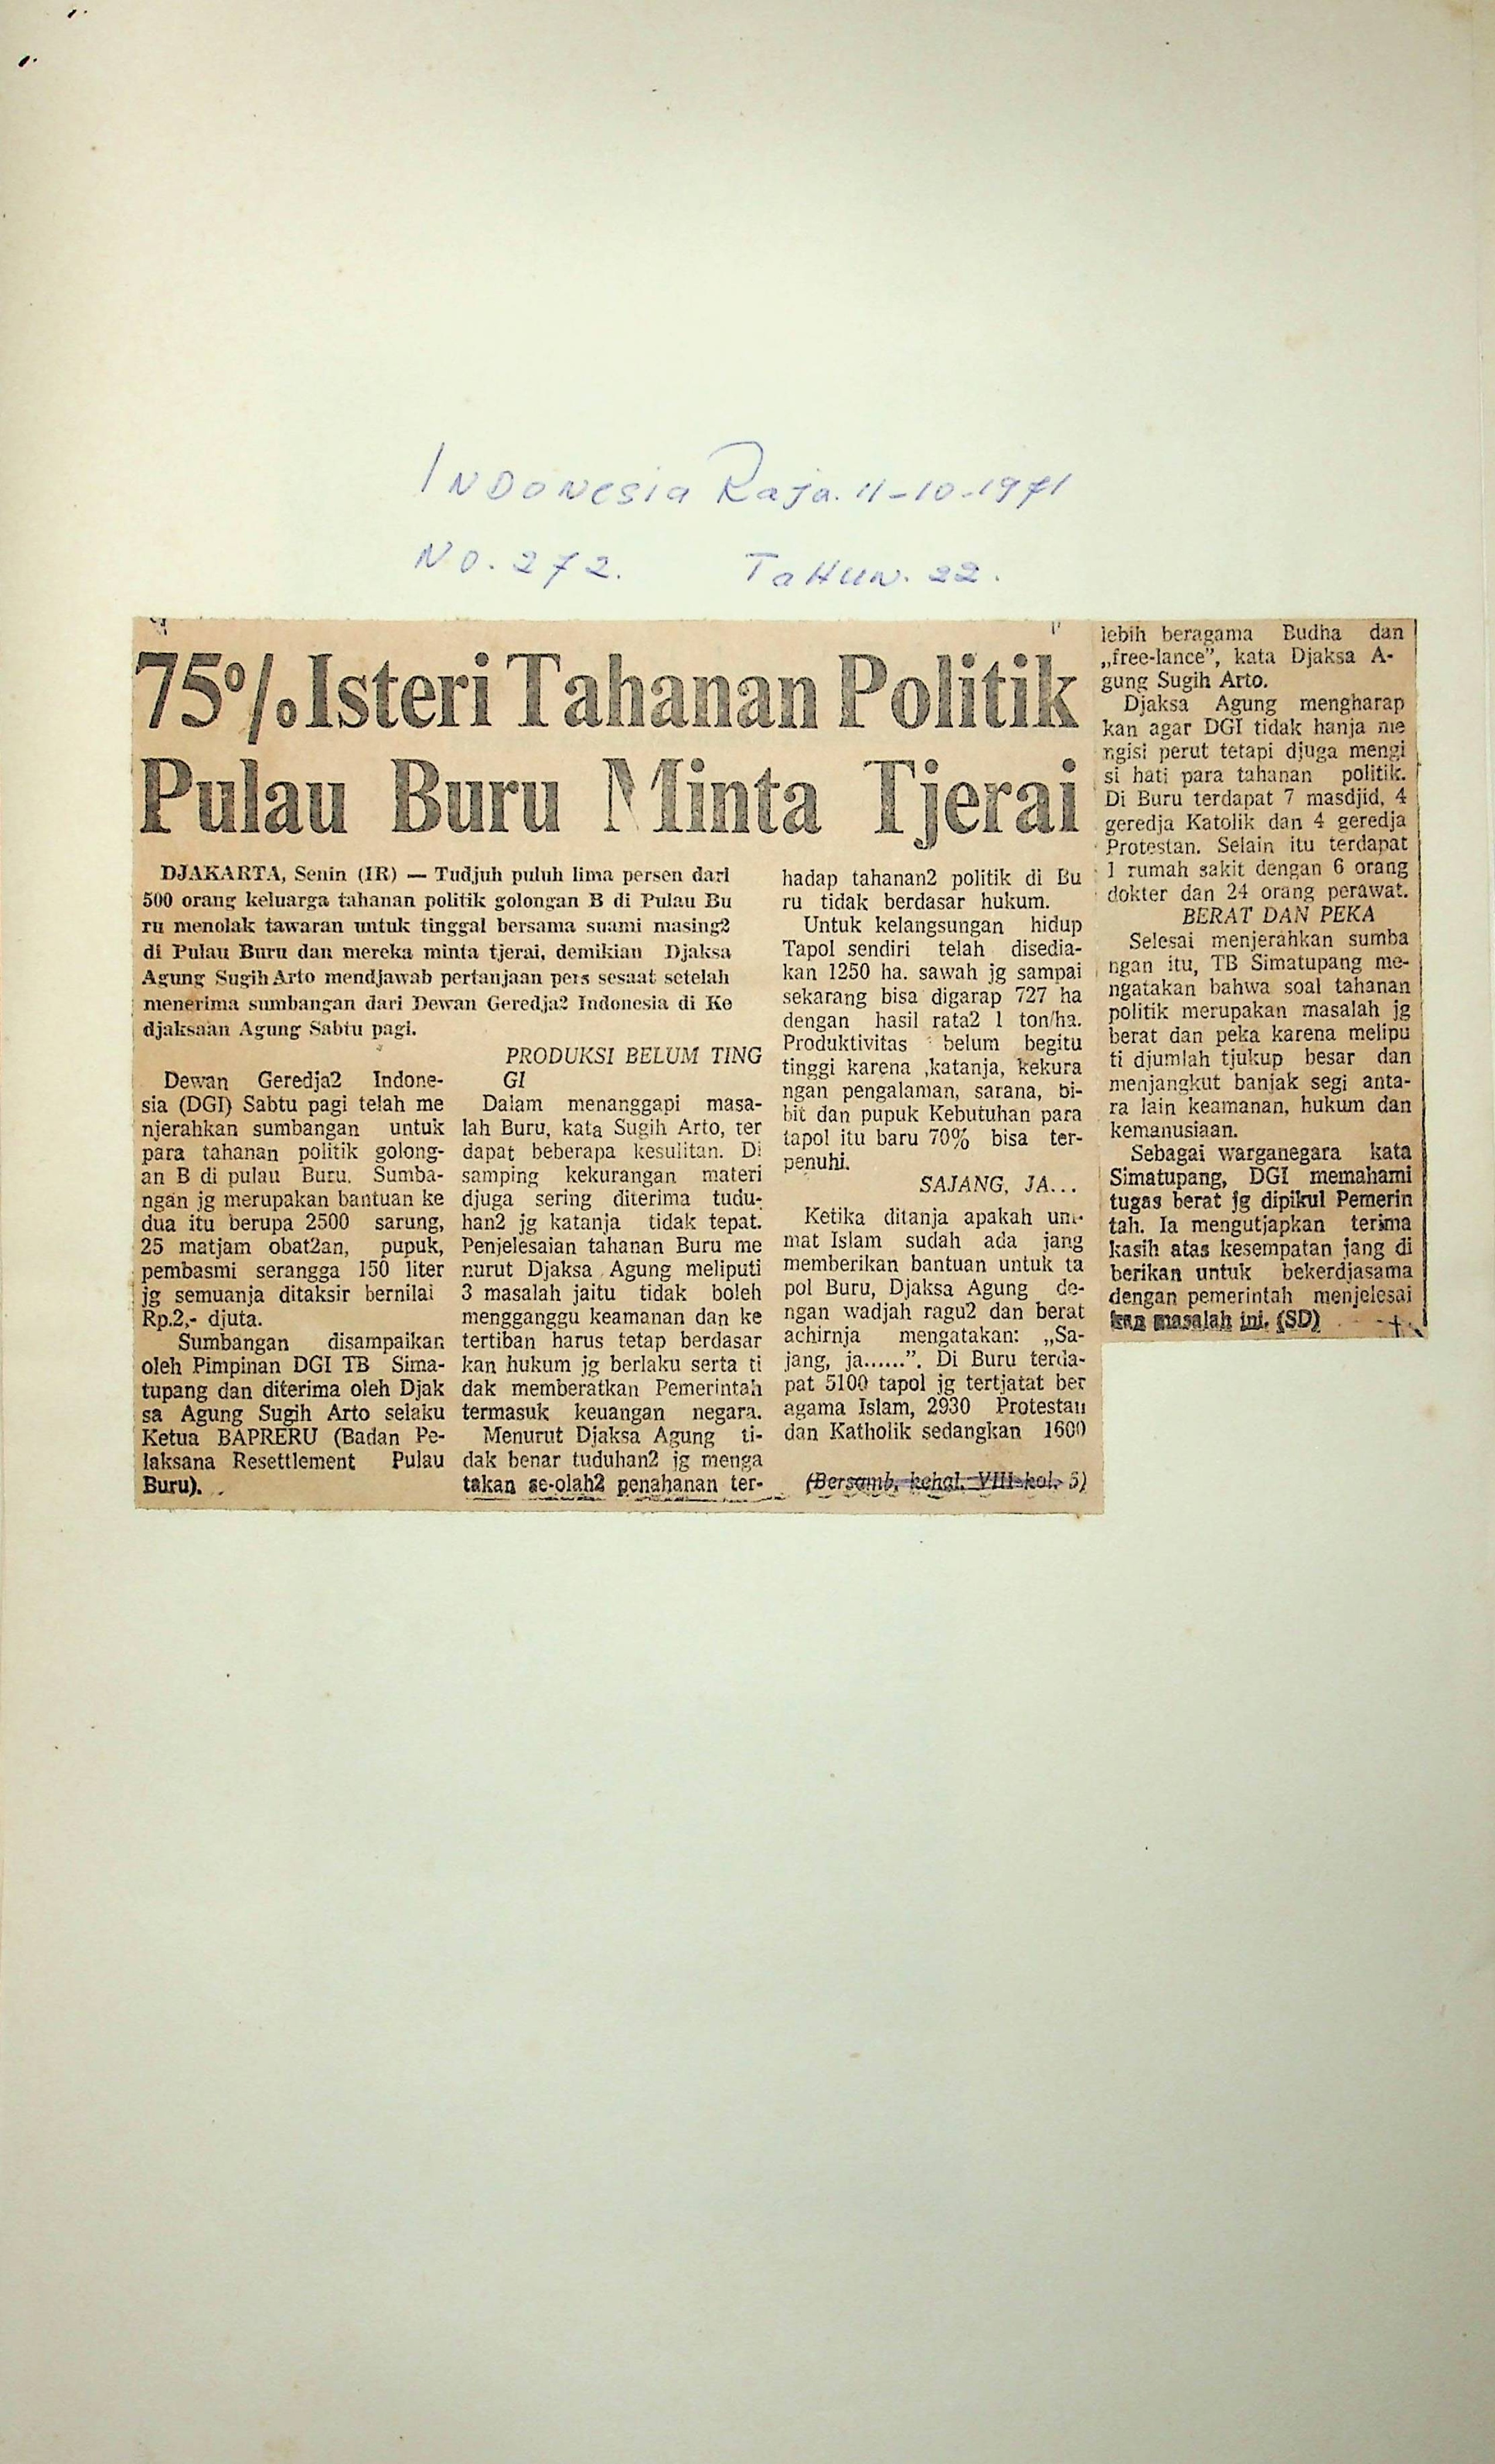 INDONesia Raja. 11-10-1971
No. 272. TaHun. 22.
75% Isteri Tahanan Politik
Pulau Buru Minta Tjerai
DJAKARTA, Senin (IR) — Tudjuh puluh lima persen dari
500 orang keluarga tahanan politik golongan B di Pulau Bu
ru menolak tawaran untuk tinggal bersama suami masing2
di Pulau Buru dan mereka minta tjerai, demikian Djaksa
Agung Sugih Arto mendjawab pertanjaan pers sesaat setelah
menerima sumbangan dari Dewan Geredja2 Indonesia di Ke
djaksaan Agung Sabtu pagi.
Dewan Geredja2 Indone-
sia (DGI) Sabtu pagi telah me
njerahkan sumbangan untuk
para tahanan politik golong-
an B di pulau Buru. Sumba-
ngan jg merupakan bantuan ke
dua itu berupa 2500 sarung,
25 matjam obat2an, pupuk,
pembasmi serangga 150 liter
jg semuanja ditaksir bernilai
Rp.2,- djuta.
Sumbangan disampaikan
oleh Pimpinan DGI TB Sima-
tupang dan diterima oleh Djak
sa Agung Sugih Arto selaku
Ketua BAPRERU (Badan Pe-
laksana Resettlement Pulau
Buru).
PRODUKSI BELUM TING
GI
Dalam menanggapi masa-
lah Buru, kata Sugih Arto, ter
dapat beberapa kesulitan. Di
samping kekurangan materi
djuga sering diterima tudu-
han2 jg katanja tidak tepat.
Penjelesaian tahanan Buru me
nurut Djaksa Agung meliputi
3 masalah jaitu tidak boleh
mengganggu keamanan dan ke
tertiban harus tetap berdasar
kan hukum jg berlaku serta ti
dak memberatkan Pemerintah
termasuk keuangan negara.
Menurut Djaksa Agung ti-
dak benar tuduhan2 jg menga
takan se-olah2 penahanan ter-
hadap tahanan2 politik di Bu
ru tidak berdasar hukum.
Untuk kelangsungan hidup
Tapol sendiri telah disedia-
kan 1250 ha. sawah jg sampai
sekarang bisa digarap 727 ha
dengan hasil rata2 1 ton/ha.
Produktivitas belum begitu
tinggi karena ,katanja, kekura
ngan pengalaman, sarana, bi-
bit dan pupuk Kebutuhan para
tapol itu baru 70% bisa ter-
penuhi.
SAJANG, JA...
Ketika ditanja apakah um-
mat Islam sudah ada jang
memberikan bantuan untuk ta
pol Buru, Djaksa Agung de-
ngan wadjah ragu2 dan berat
achirnja mengatakan: „Sa-
jang, ja......”. Di Buru terda-
pat 5100 tapol jg tertjatat ber
agama Islam, 2930 Protestan
dan Katholik sedangkan 1600
(Bersamb. kehal. VIII kol. 5)
lebih beragama Budha dan
„free-lance”, kata Djaksa A-
gung Sugih Arto.
Djaksa Agung mengharap
kan agar DGI tidak hanja me
ngisi perut tetapi djuga mengi
si hati para tahanan politik.
Di Buru terdapat 7 masdjid, 4
geredja Katolik dan 4 geredja
Protestan. Selain itu terdapat
1 rumah sakit dengan 6 orang
dokter dan 24 orang perawat.
BERAT DAN PEKA
Selesai menjerahkan sumba
ngan itu, TB Simatupang me-
ngatakan bahwa soal tahanan
politik merupakan masalah jg
berat dan peka karena melipu
ti djumlah tjukup besar dan
menjangkut banjak segi anta-
ra lain keamanan, hukum dan
kemanusiaan.
Sebagai warganegara kata
Simatupang, DGI memahami
tugas berat jg dipikul Pemerin
tah. Ia mengutjapkan terima
kasih atas kesempatan jang di
berikan untuk bekerdjasama
dengan pemerintah menjelesai
kan masalah ini. (SD)